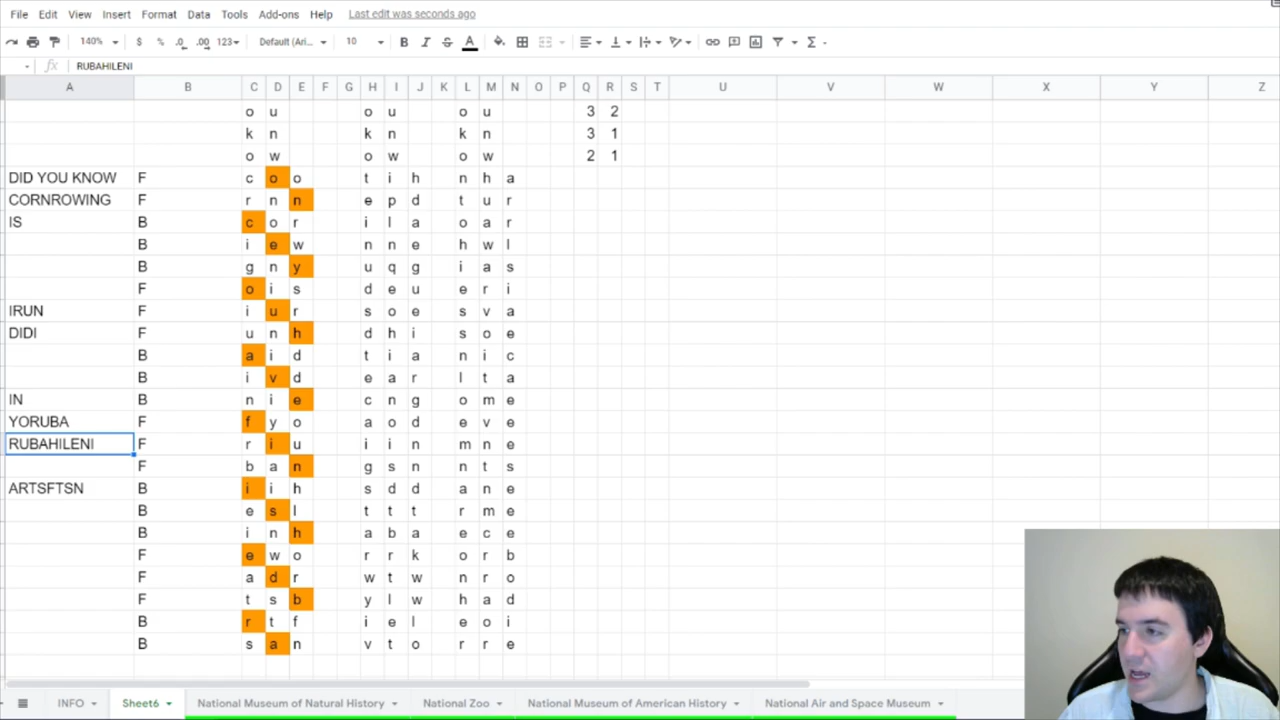 File Edit View Insert Format Data Tools Add-ons Help Last edit was seconds ago
140% $ % .0 .00 123 Default (Ari... 10 B I S A
fx RUBAHILENI
A B C D E F G H I J K L M N O P Q R S T U V W X Y Z
o u o u o u 3 2
k n k n k n 3 1
o w o w o w 2 1
DID YOU KNOW F c o o t i h n h a
CORNROWING F r n n e p d t u r
IS B c o r i l a o a r
B i e w n n e h w l
B g n y u q g i a s
F o i s d e u e r i
IRUN F i u r s o e s v a
DIDI F u n h d h i s o e
B a i d t i a n i c
B i v d e a r l t a
IN B n i e c n g o m e
YORUBA F f y o a o d e v e
RUBAHILENI F r i u i i n m n e
F b a n g s n n t s
ARTSFTSN B i i h s d d a n e
B e s l t t t r m e
B i n h a b a e c e
F e w o r r k o r b
F a d r w t w n r o
F t s b y l w h a d
B r t f i e l e o i
B s a n v t o r r e
INFO Sheet6 National Museum of Natural History National Zoo National Museum of American History National Air and Space Museum